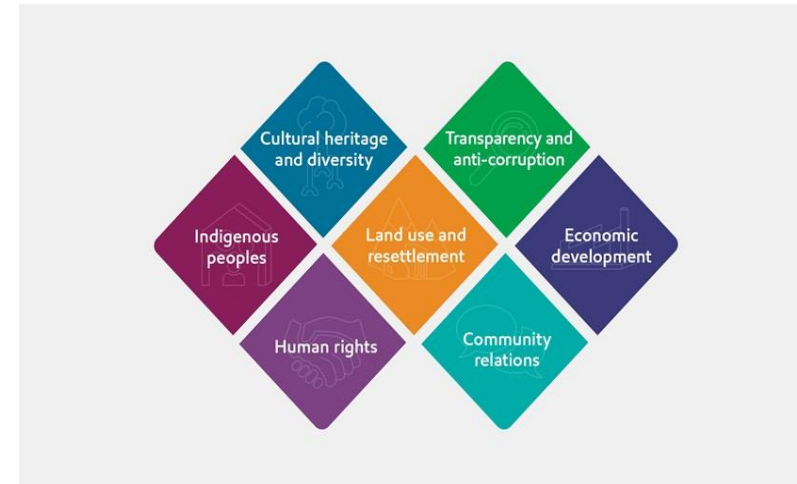 Cultural heritage
and diversity
Transparency and
anti-corruption
Indigenous
peoples
Land use and
resettlement
Economic
development
Human rights
Community
relations